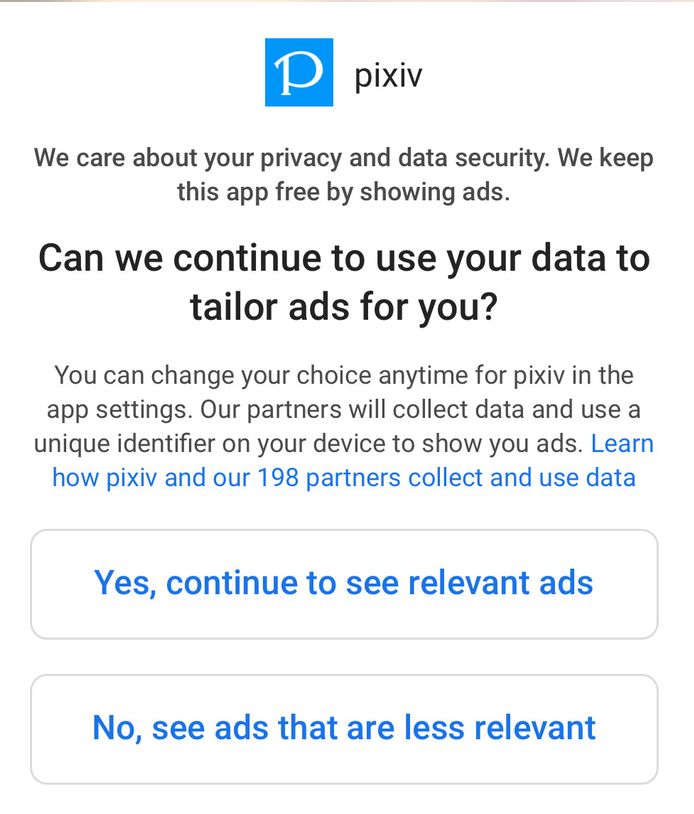 pixiv
We care about your privacy and data security. We keep
this app free by showing ads.
Can we continue to use your data to
tailor ads for you?
You can change your choice anytime for pixiv in the
app settings. Our partners will collect data and use a
unique identifier on your device to show you ads. Learn
how pixiv and our 198 partners collect and use data
Yes, continue to see relevant ads
No, see ads that are less relevant